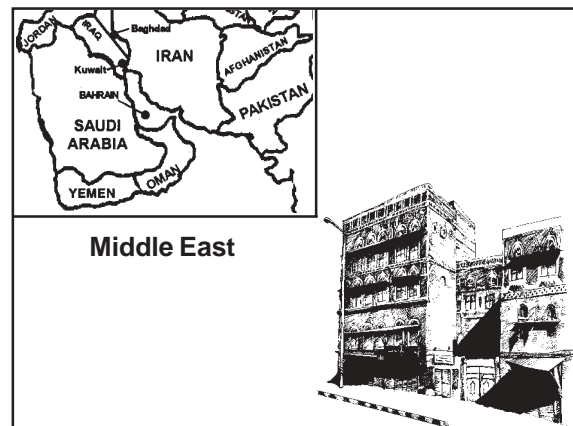 JORDAN
IRAQ
Baghdad
IRAN
AFGHANISTAN
Kuwait
BAHRAIN
PAKISTAN
SAUDI
ARABIA
YEMEN
OMAN
Middle East